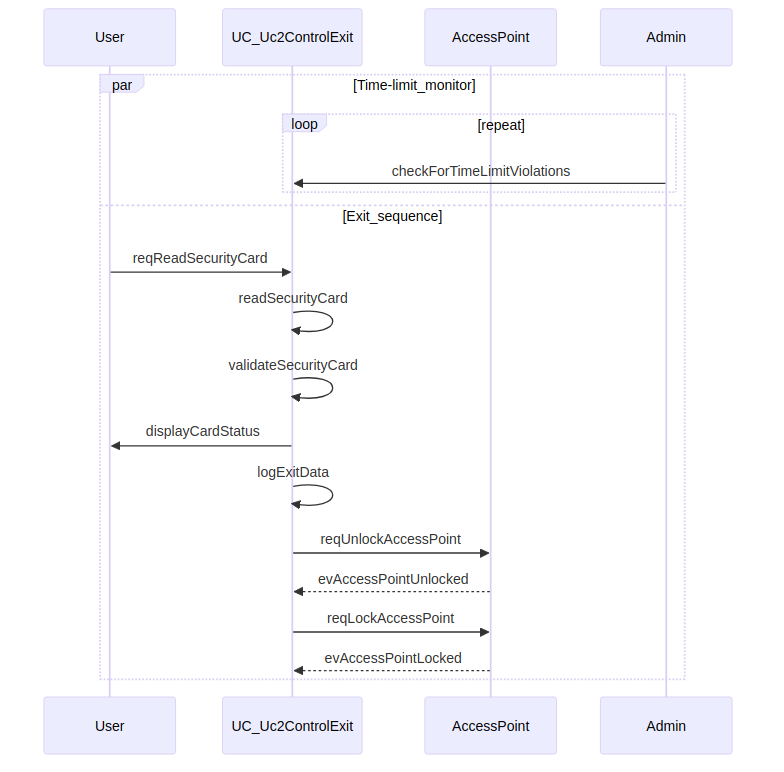 User UC_Uc2ControlExit AccessPoint Admin
par [Time-limit_monitor]
loop [repeat]
checkForTimeLimitViolations
[Exit_sequence]
reqReadSecurityCard
readSecurityCard
validateSecurityCard
displayCardStatus
logExitData
reqUnlockAccessPoint
evAccessPointUnlocked
reqLockAccessPoint
evAccessPointLocked
User UC_Uc2ControlExit AccessPoint Admin